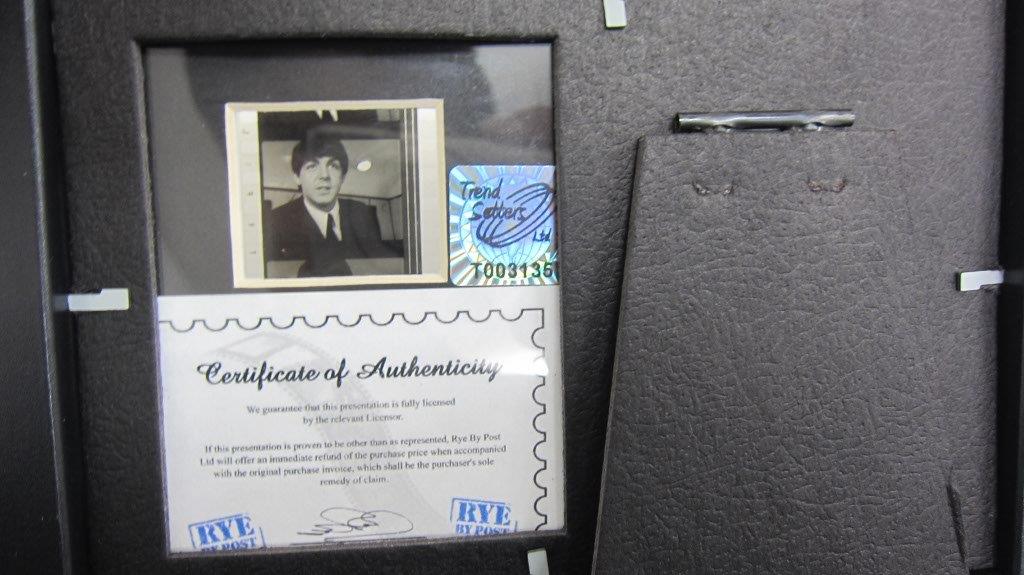 Trend
Setters
Ltd
T003135
Certificate of Authenticity
We guarantee that this presentation is fully licensed
by the relevant Licensor.
If this presentation is proven to be other than as represented, Rye By Post
Ltd will offer an immediate refund of the purchase price when accompanied
with the original purchase invoice, which shall be the purchaser's sole
remedy of claim.
RYE
BY POST
RYE
BY POST